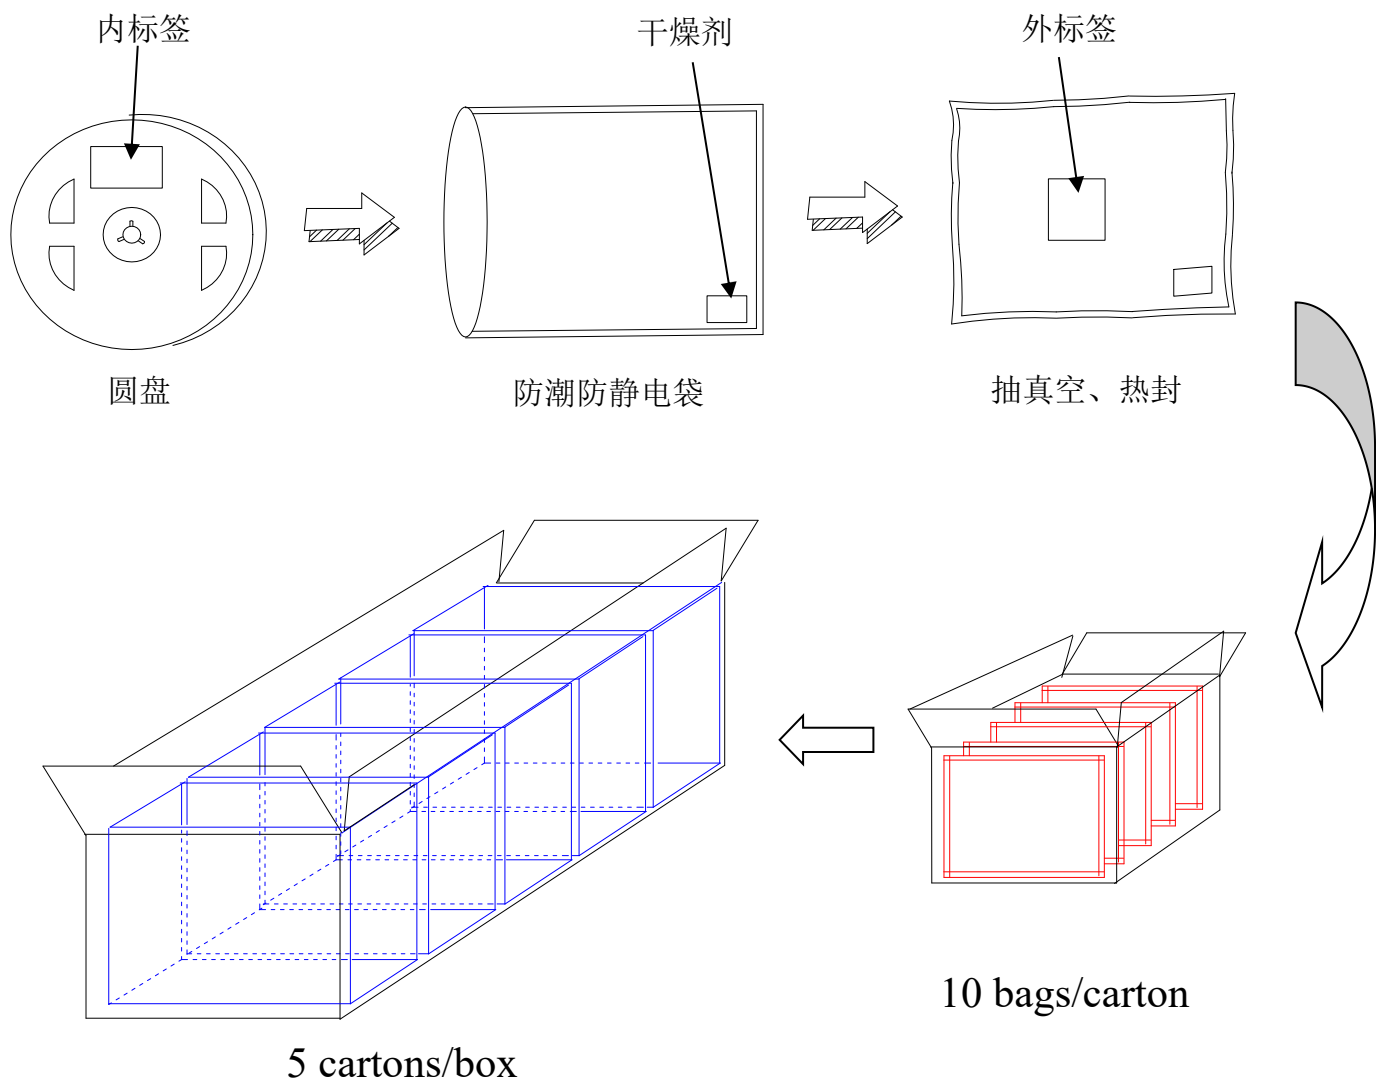 内标签
干燥剂
外标签
圆盘
防潮防静电袋
抽真空、热封
10 bags/carton
5 cartons/box